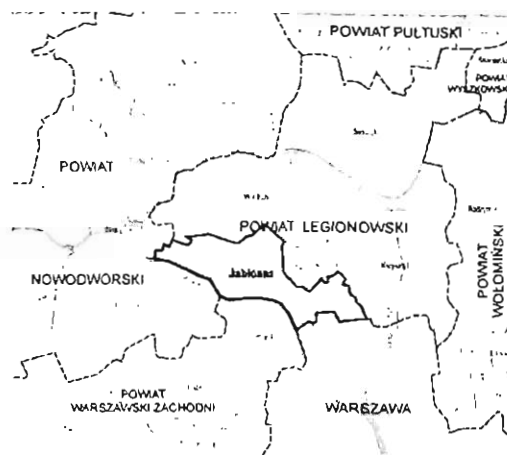 POWIAT PUŁTUSKI
POWIAT
WYSZKOWSKI
POWIAT
POWIAT LEGIONOWSKI
NOWODWORSKI
Jabłonna
POWIAT
WOŁOMIŃSKI
POWIAT
WARSZAWSKI ZACHODNI
WARSZAWA